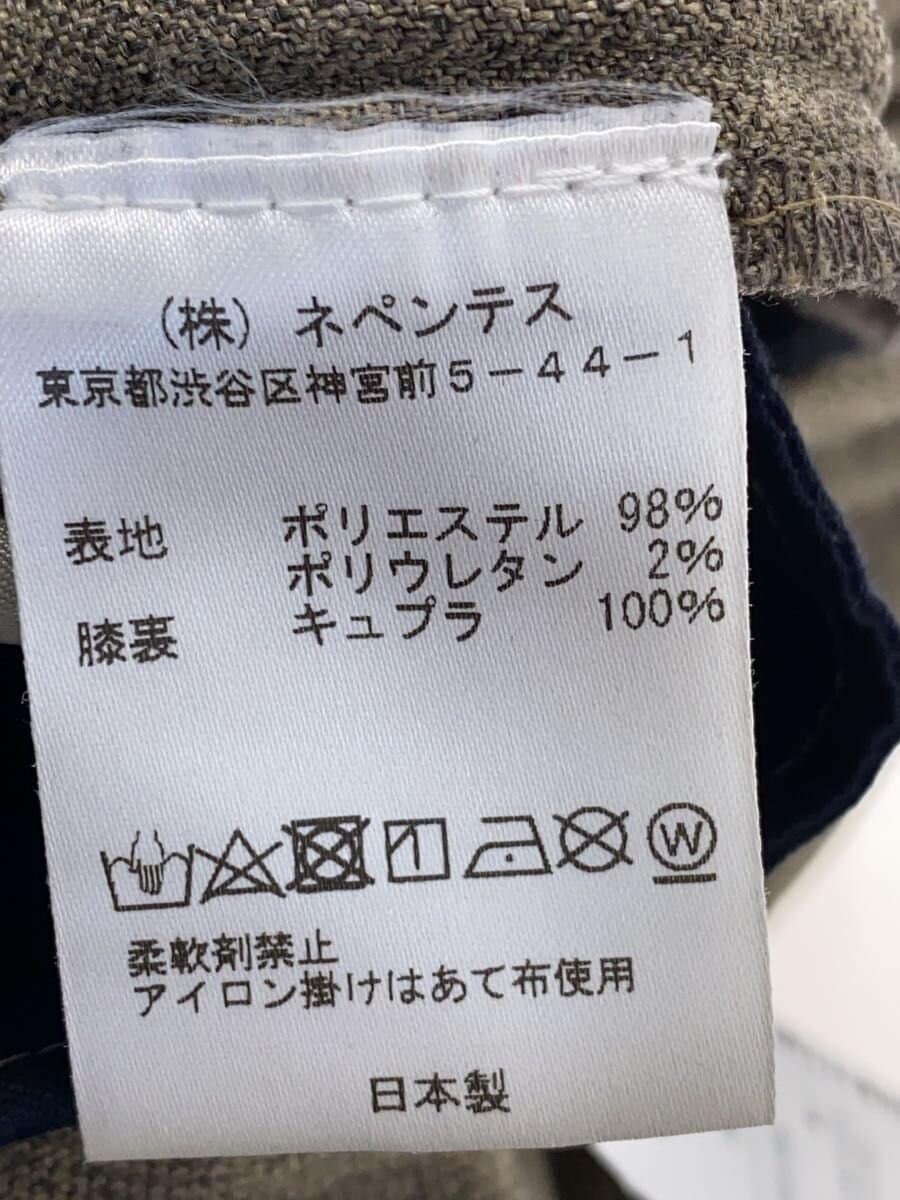 (株) ネペンテス
東京都渋谷区神宮前5-44-1
表地 ポリエステル 98%
ポリウレタン 2%
膝裏 キュプラ 100%
W
柔軟剤禁止
アイロン掛けはあて布使用
日本製